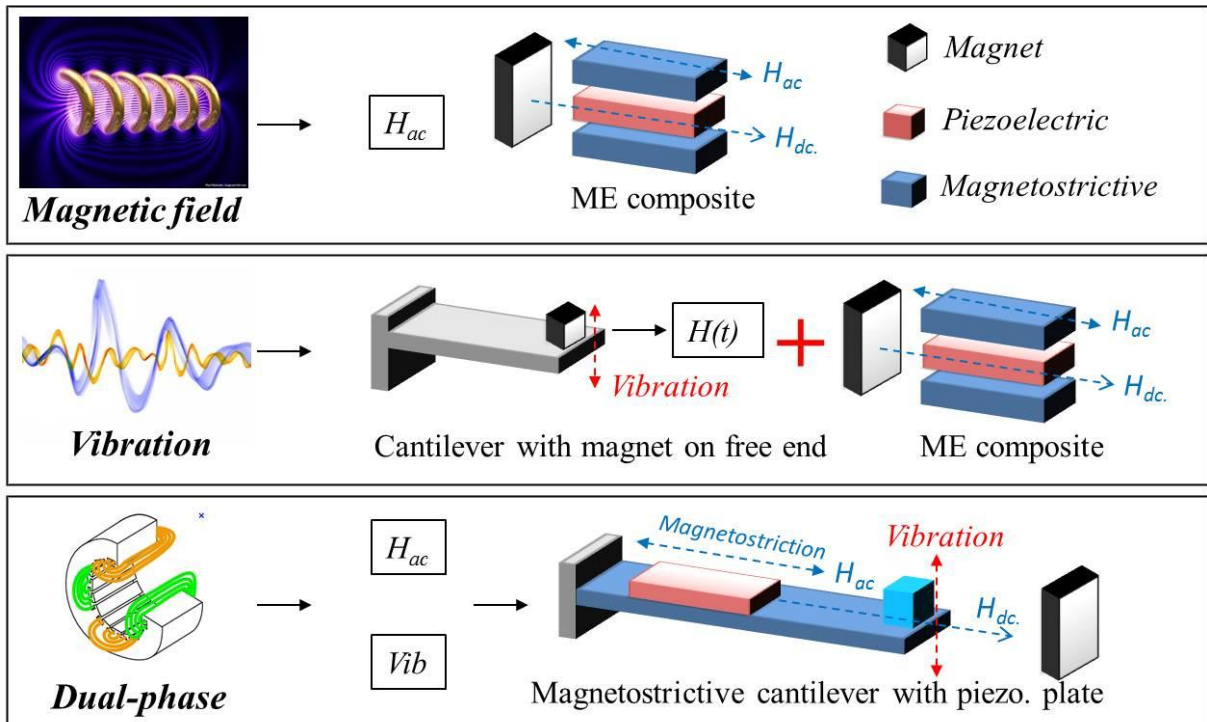 H_ac
H_ac
H_dc.
Magnet
Piezoelectric
Magnetostrictive
Magnetic field
ME composite
H(t)
+
Vibration
H_ac
H_dc.
Vibration
Cantilever with magnet on free end
ME composite
×
H_ac
Vib
Magnetostriction
H_ac
Vibration
H_dc.
Dual-phase
Magnetostrictive cantilever with piezo. plate